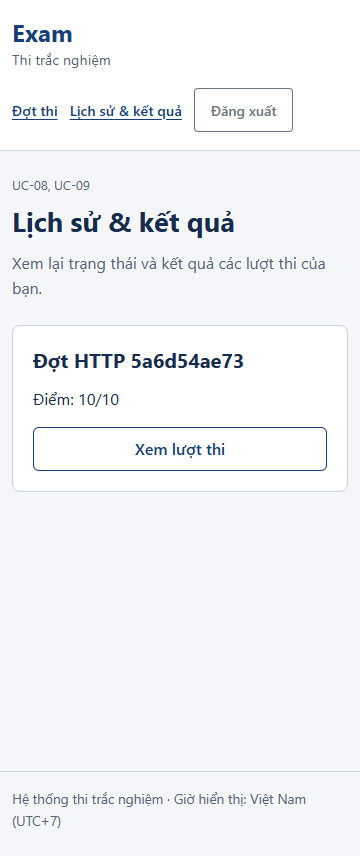 Exam
Thi trắc nghiệm
Đợt thi Lịch sử & kết quả Đăng xuất
UC-08, UC-09
Lịch sử & kết quả
Xem lại trạng thái và kết quả các lượt thi của
bạn.
Đợt HTTP 5a6d54ae73
Điểm: 10/10
Xem lượt thi
Hệ thống thi trắc nghiệm · Giờ hiển thị: Việt Nam
(UTC+7)